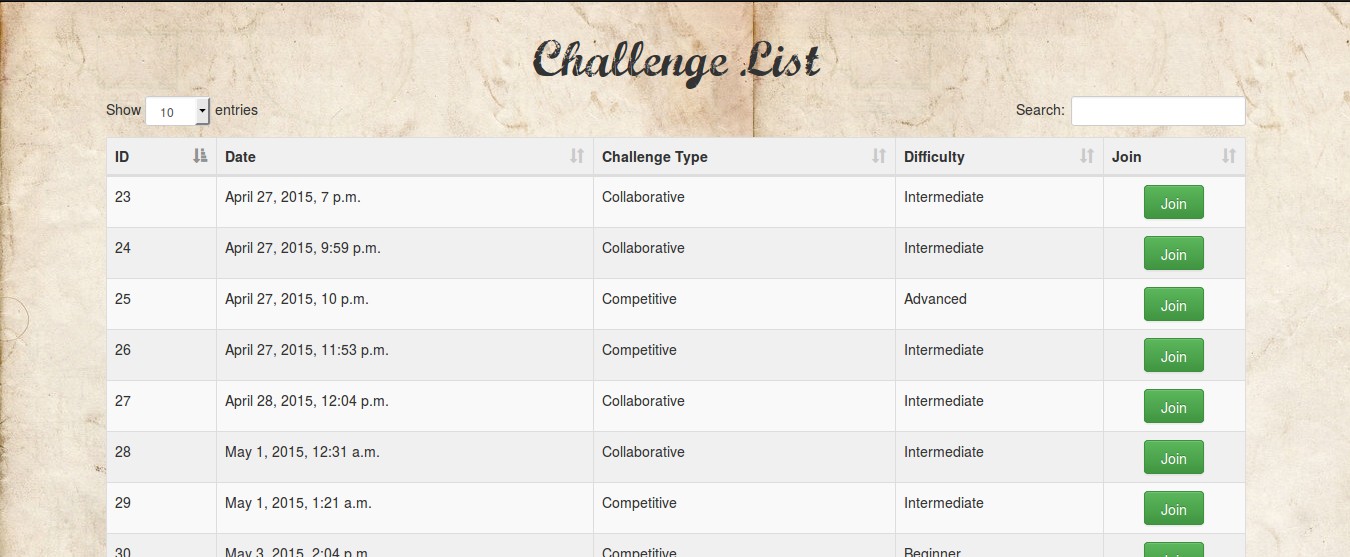 Challenge List
Show 10 entries Search:
ID Date Challenge Type Difficulty Join
23 April 27, 2015, 7 p.m. Collaborative Intermediate Join
24 April 27, 2015, 9:59 p.m. Collaborative Intermediate Join
25 April 27, 2015, 10 p.m. Competitive Advanced Join
26 April 27, 2015, 11:53 p.m. Competitive Intermediate Join
27 April 28, 2015, 12:04 p.m. Collaborative Intermediate Join
28 May 1, 2015, 12:31 a.m. Collaborative Intermediate Join
29 May 1, 2015, 1:21 a.m. Competitive Intermediate Join
30 May 3, 2015, 2:04 p.m. Competitive Beginner Join